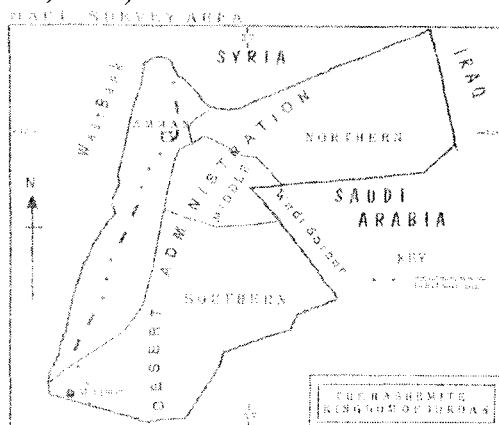 MAP1 SURVEY AREA
SYRIA
IRAQ
West Bank
AMMAN
NORTHERN
DESERT ADMINISTRATION
MIDDLE
N
SAUDI
ARABIA
KEY
SOUTHERN
THE HASHEMITE
KINGDOM OF JORDAN